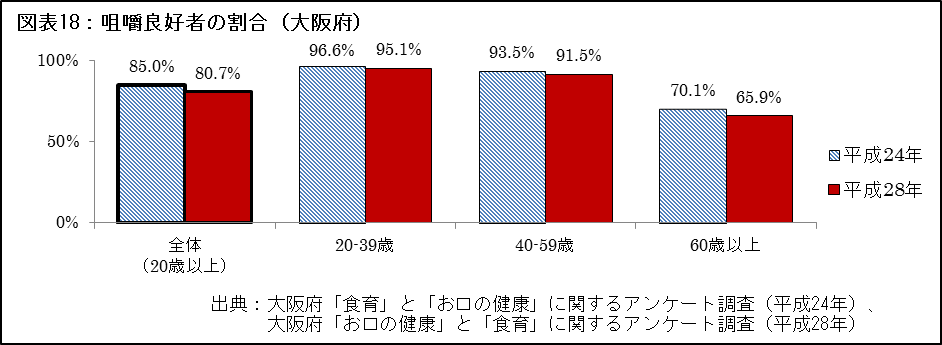 図表18：咀嚼良好者の割合（大阪府）
100%
50%
0%
85.0%
80.7%
96.6%
95.1%
93.5%
91.5%
70.1%
65.9%
全体
（20歳以上）
20-39歳
40-59歳
60歳以上
平成24年
平成28年
出典：大阪府「食育」と「お口の健康」に関するアンケート調査（平成24年）、
大阪府「お口の健康」と「食育」に関するアンケート調査（平成28年）